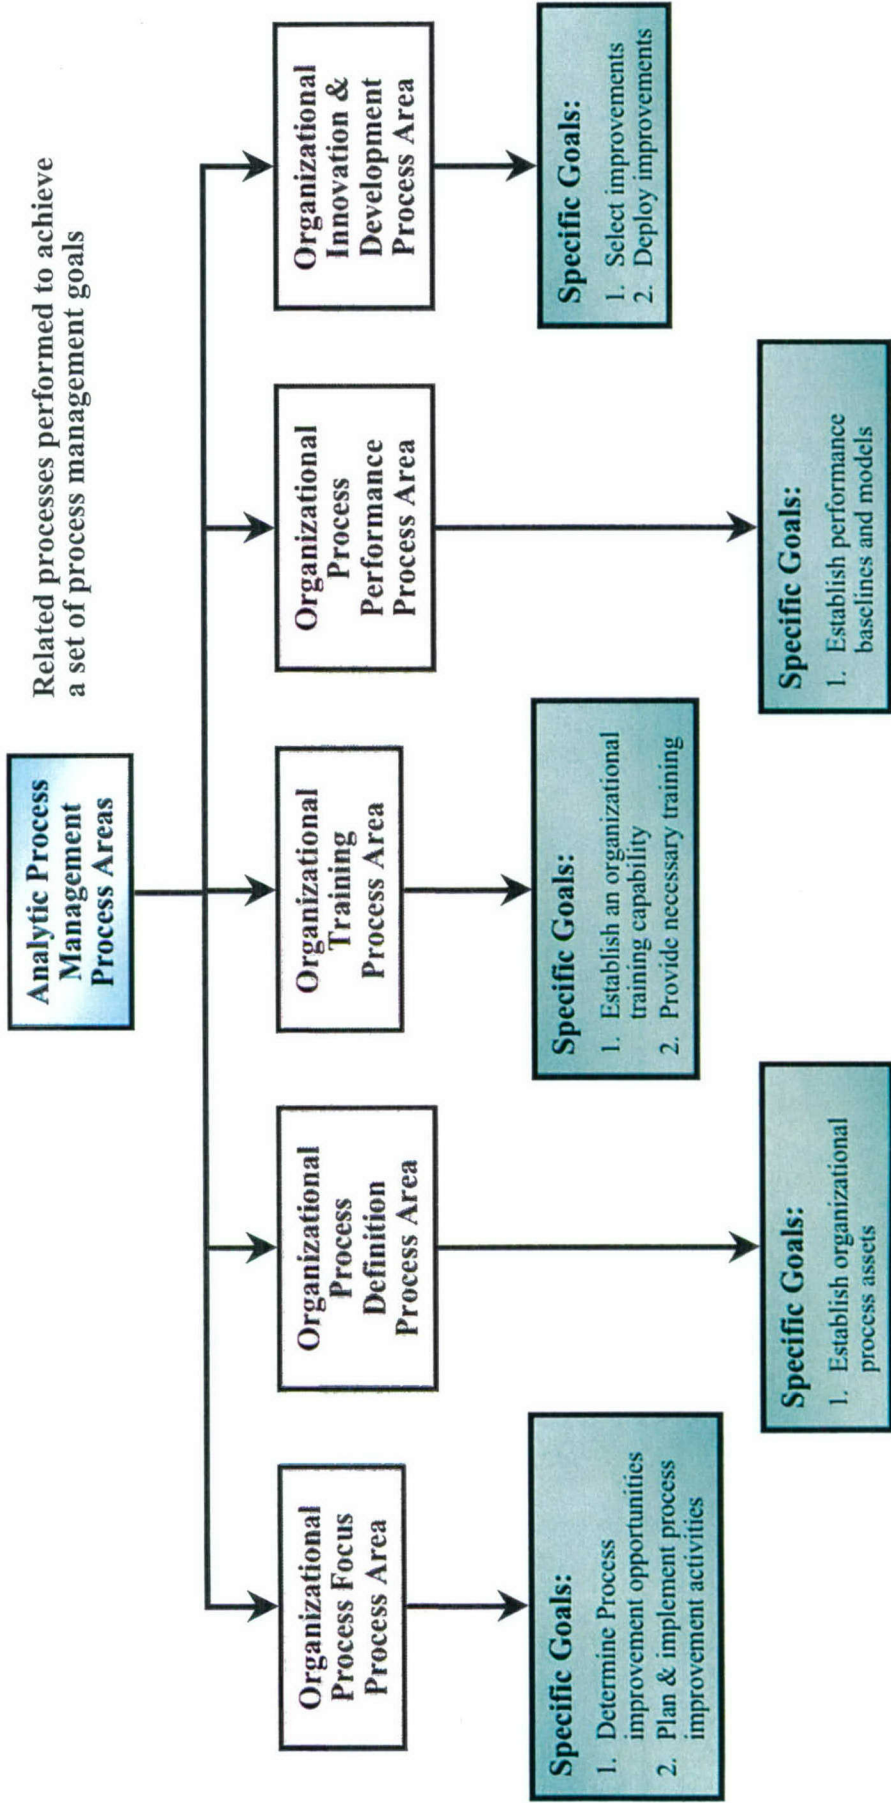 Analytic Process
Management
Process Areas
Related processes performed to achieve
a set of process management goals
Organizational
Process Focus
Process Area
Organizational
Process
Definition
Process Area
Organizational
Training
Process Area
Organizational
Process
Performance
Process Area
Organizational
Innovation &
Development
Process Area
Specific Goals:
1. Determine Process
improvement opportunities
2. Plan & implement process
improvement activities
Specific Goals:
1. Establish organizational
process assets
Specific Goals:
1. Establish an organizational
training capability
2. Provide necessary training
Specific Goals:
1. Establish performance
baselines and models
Specific Goals:
1. Select improvements
2. Deploy improvements